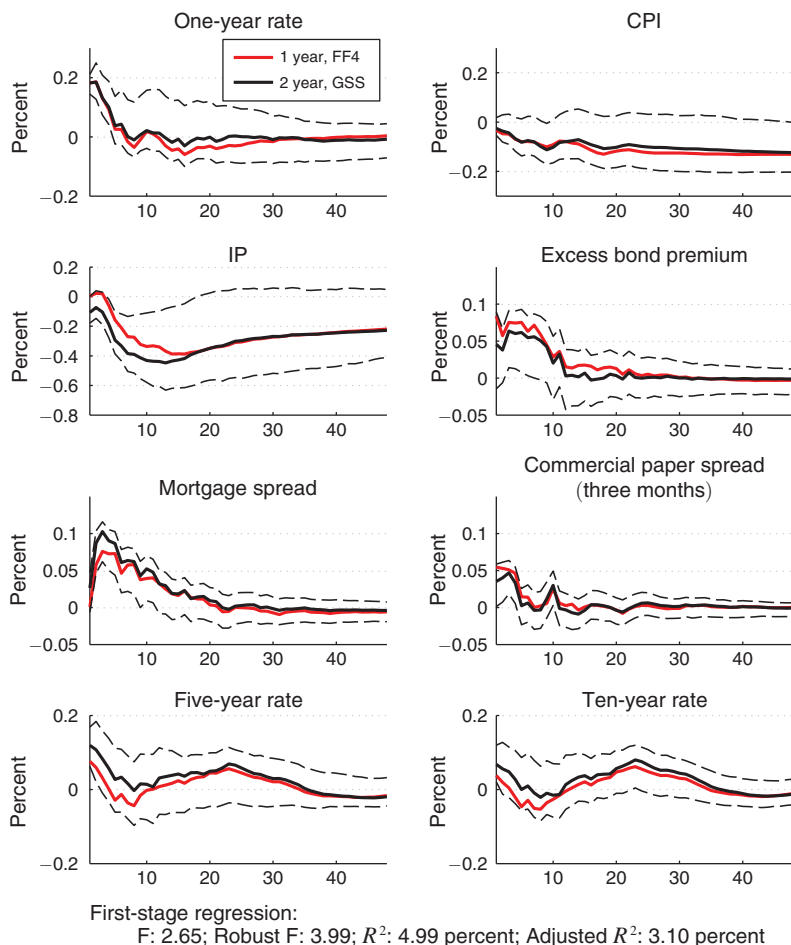 One-year rate
Percent
0.2
0
−0.2
10
20
30
40
1 year, FF4
2 year, GSS
CPI
Percent
0.2
0
−0.2
10
20
30
40
IP
Percent
0.2
0
−0.2
−0.4
−0.6
−0.8
10
20
30
40
Excess bond premium
Percent
0.1
0.05
0
−0.05
10
20
30
40
Mortgage spread
Percent
0.1
0.05
0
−0.05
10
20
30
40
Commercial paper spread
(three months)
Percent
0.1
0.05
0
−0.05
10
20
30
40
Five-year rate
Percent
0.2
0
−0.2
10
20
30
40
Ten-year rate
Percent
0.2
0
−0.2
10
20
30
40
First-stage regression:
F: 2.65; Robust F: 3.99; R²: 4.99 percent; Adjusted R²: 3.10 percent